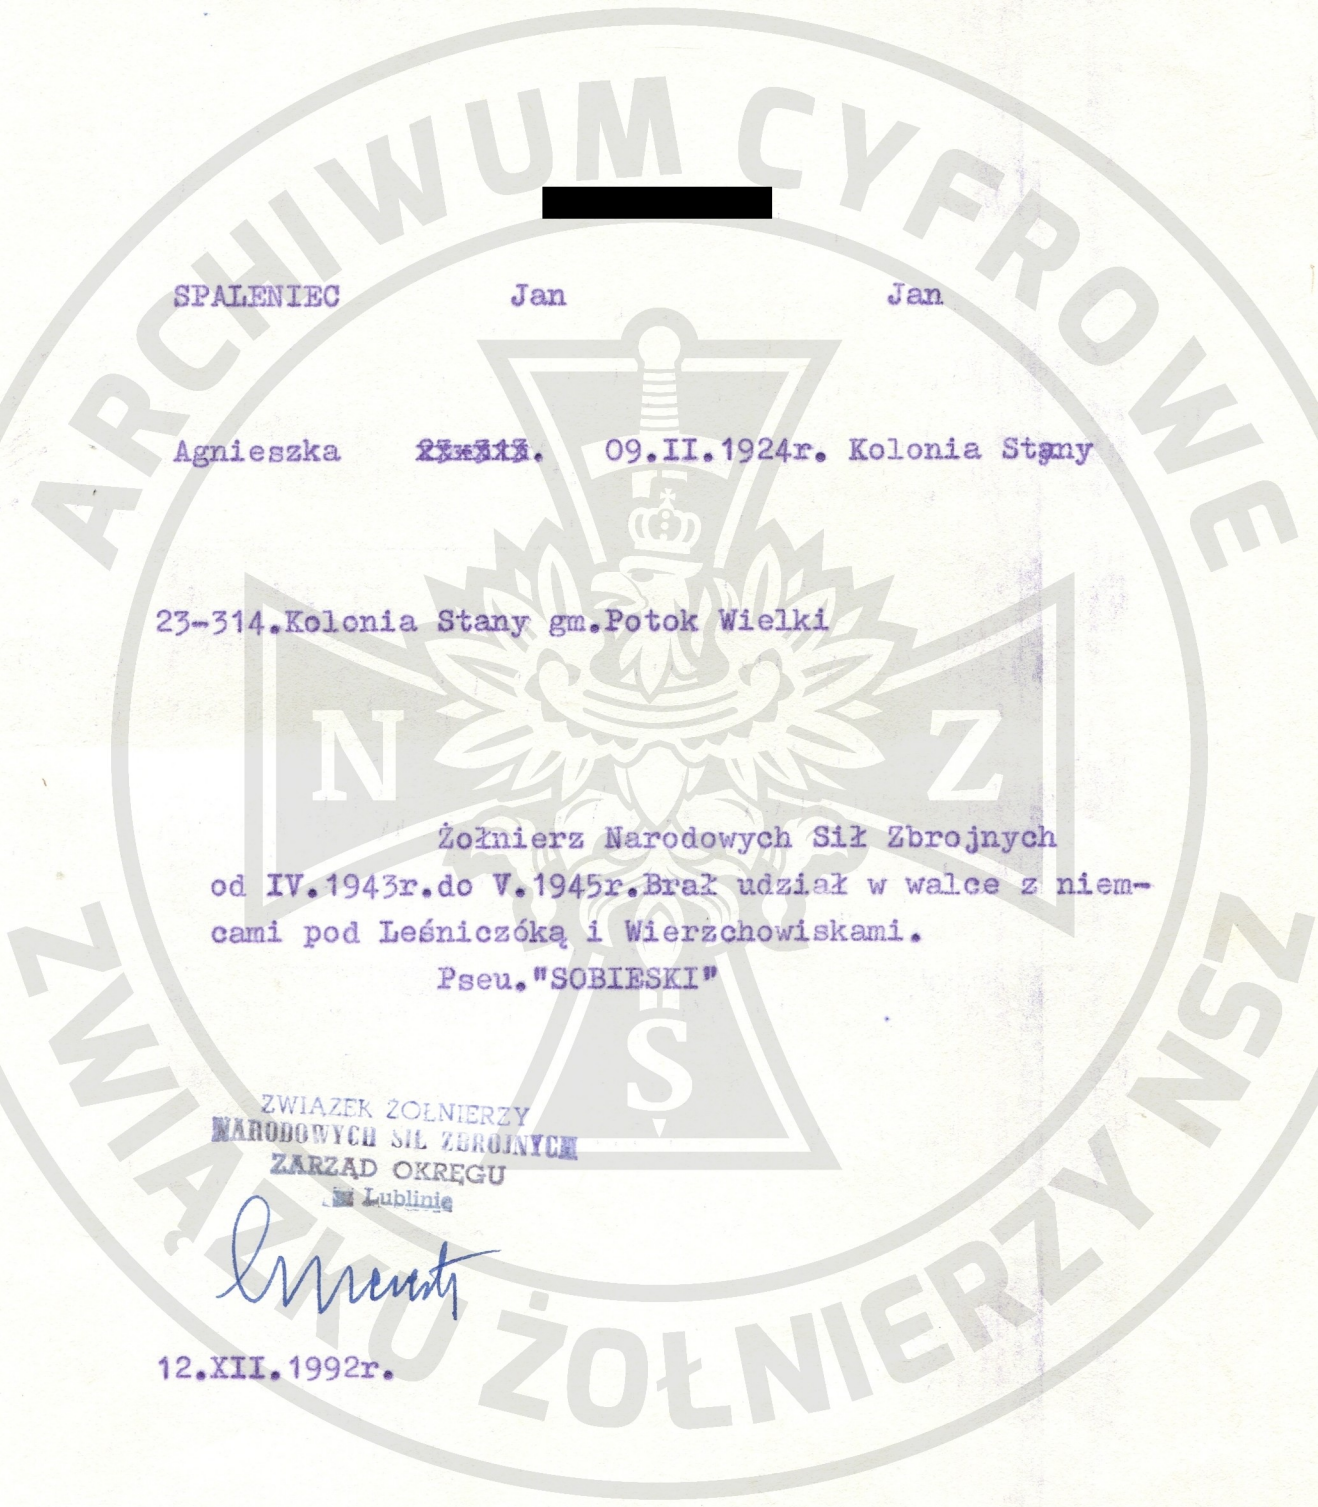 ARCHIWUM CYFROWE
SPALENIEC Jan Jan
Agnieszka 09.II.1924r. Kolonia Stany
23-314.Kolonia Stany gm.Potok Wielki
N Z
Żołnierz Narodowych Sił Zbrojnych
od IV.1943r.do V.1945r.Brał udział w walce z niem-
cami pod Leśniczóką i Wierzchowiskami.
Pseu."SOBIESKI"
S
ZWIĄZEK ŻOŁNIERZY
NARODOWYCH SIŁ ZBROJNYCH
ZARZĄD OKRĘGU
w Lublinie
12.XII.1992r.
ZWIĄZKU ŻOŁNIERZY NSZ